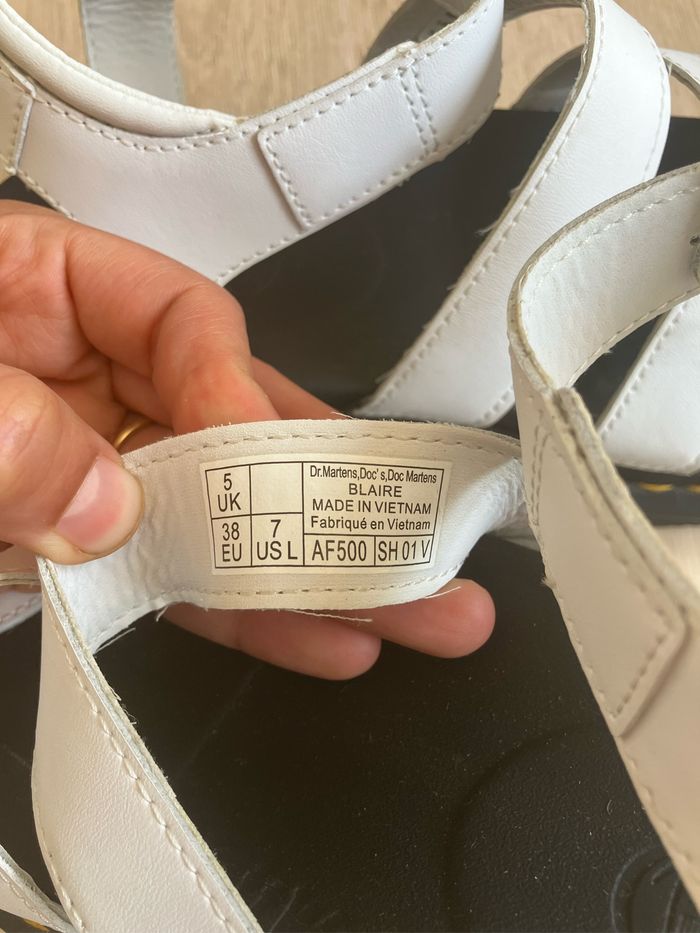 5
UK
38
EU
7
US L
Dr.Martens,Doc's,Doc Martens
BLAIRE
MADE IN VIETNAM
Fabriqué en Vietnam
AF500
SH 01 V